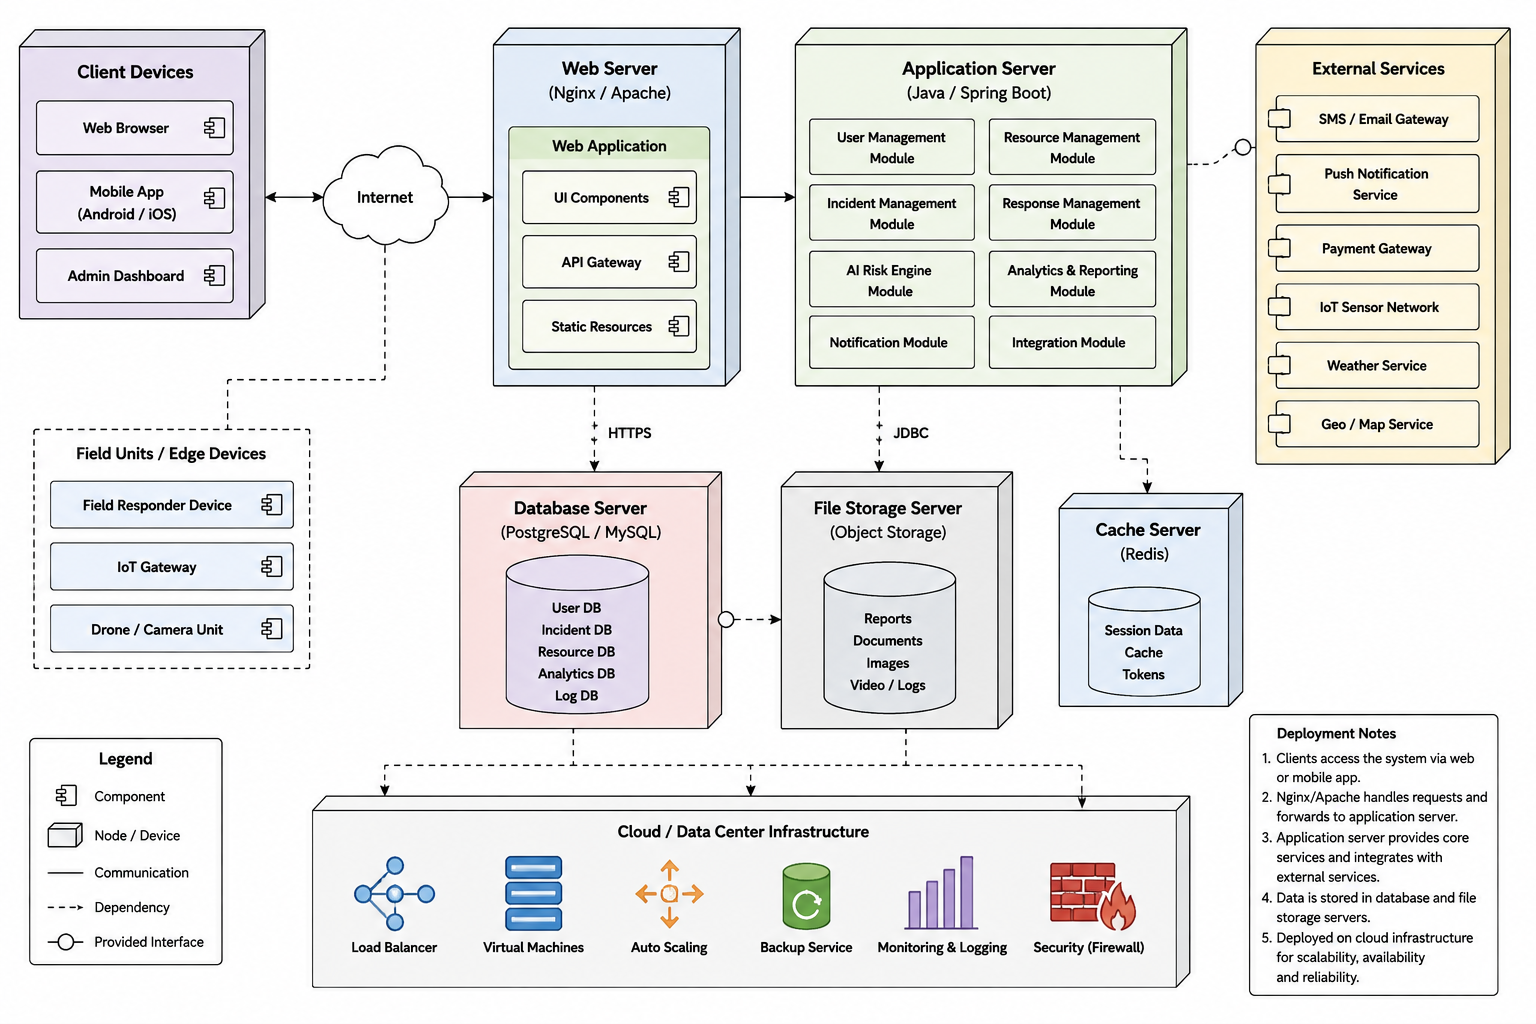 Client Devices
Web Browser
Mobile App
(Android / iOS)
Admin Dashboard
Internet
Web Server
(Nginx / Apache)
Web Application
UI Components
API Gateway
Static Resources
Application Server
(Java / Spring Boot)
User Management
Module
Resource Management
Module
Incident Management
Module
Response Management
Module
AI Risk Engine
Module
Analytics & Reporting
Module
Notification Module
Integration Module
External Services
SMS / Email Gateway
Push Notification
Service
Payment Gateway
IoT Sensor Network
Weather Service
Geo / Map Service
HTTPS
JDBC
Field Units / Edge Devices
Field Responder Device
IoT Gateway
Drone / Camera Unit
Database Server
(PostgreSQL / MySQL)
User DB
Incident DB
Resource DB
Analytics DB
Log DB
File Storage Server
(Object Storage)
Reports
Documents
Images
Video / Logs
Cache Server
(Redis)
Session Data
Cache
Tokens
Legend
Component
Node / Device
Communication
Dependency
Provided Interface
Cloud / Data Center Infrastructure
Load Balancer
Virtual Machines
Auto Scaling
Backup Service
Monitoring & Logging
Security (Firewall)
Deployment Notes
1. Clients access the system via web
or mobile app.
2. Nginx/Apache handles requests and
forwards to application server.
3. Application server provides core
services and integrates with
external services.
4. Data is stored in database and file
storage servers.
5. Deployed on cloud infrastructure
for scalability, availability
and reliability.